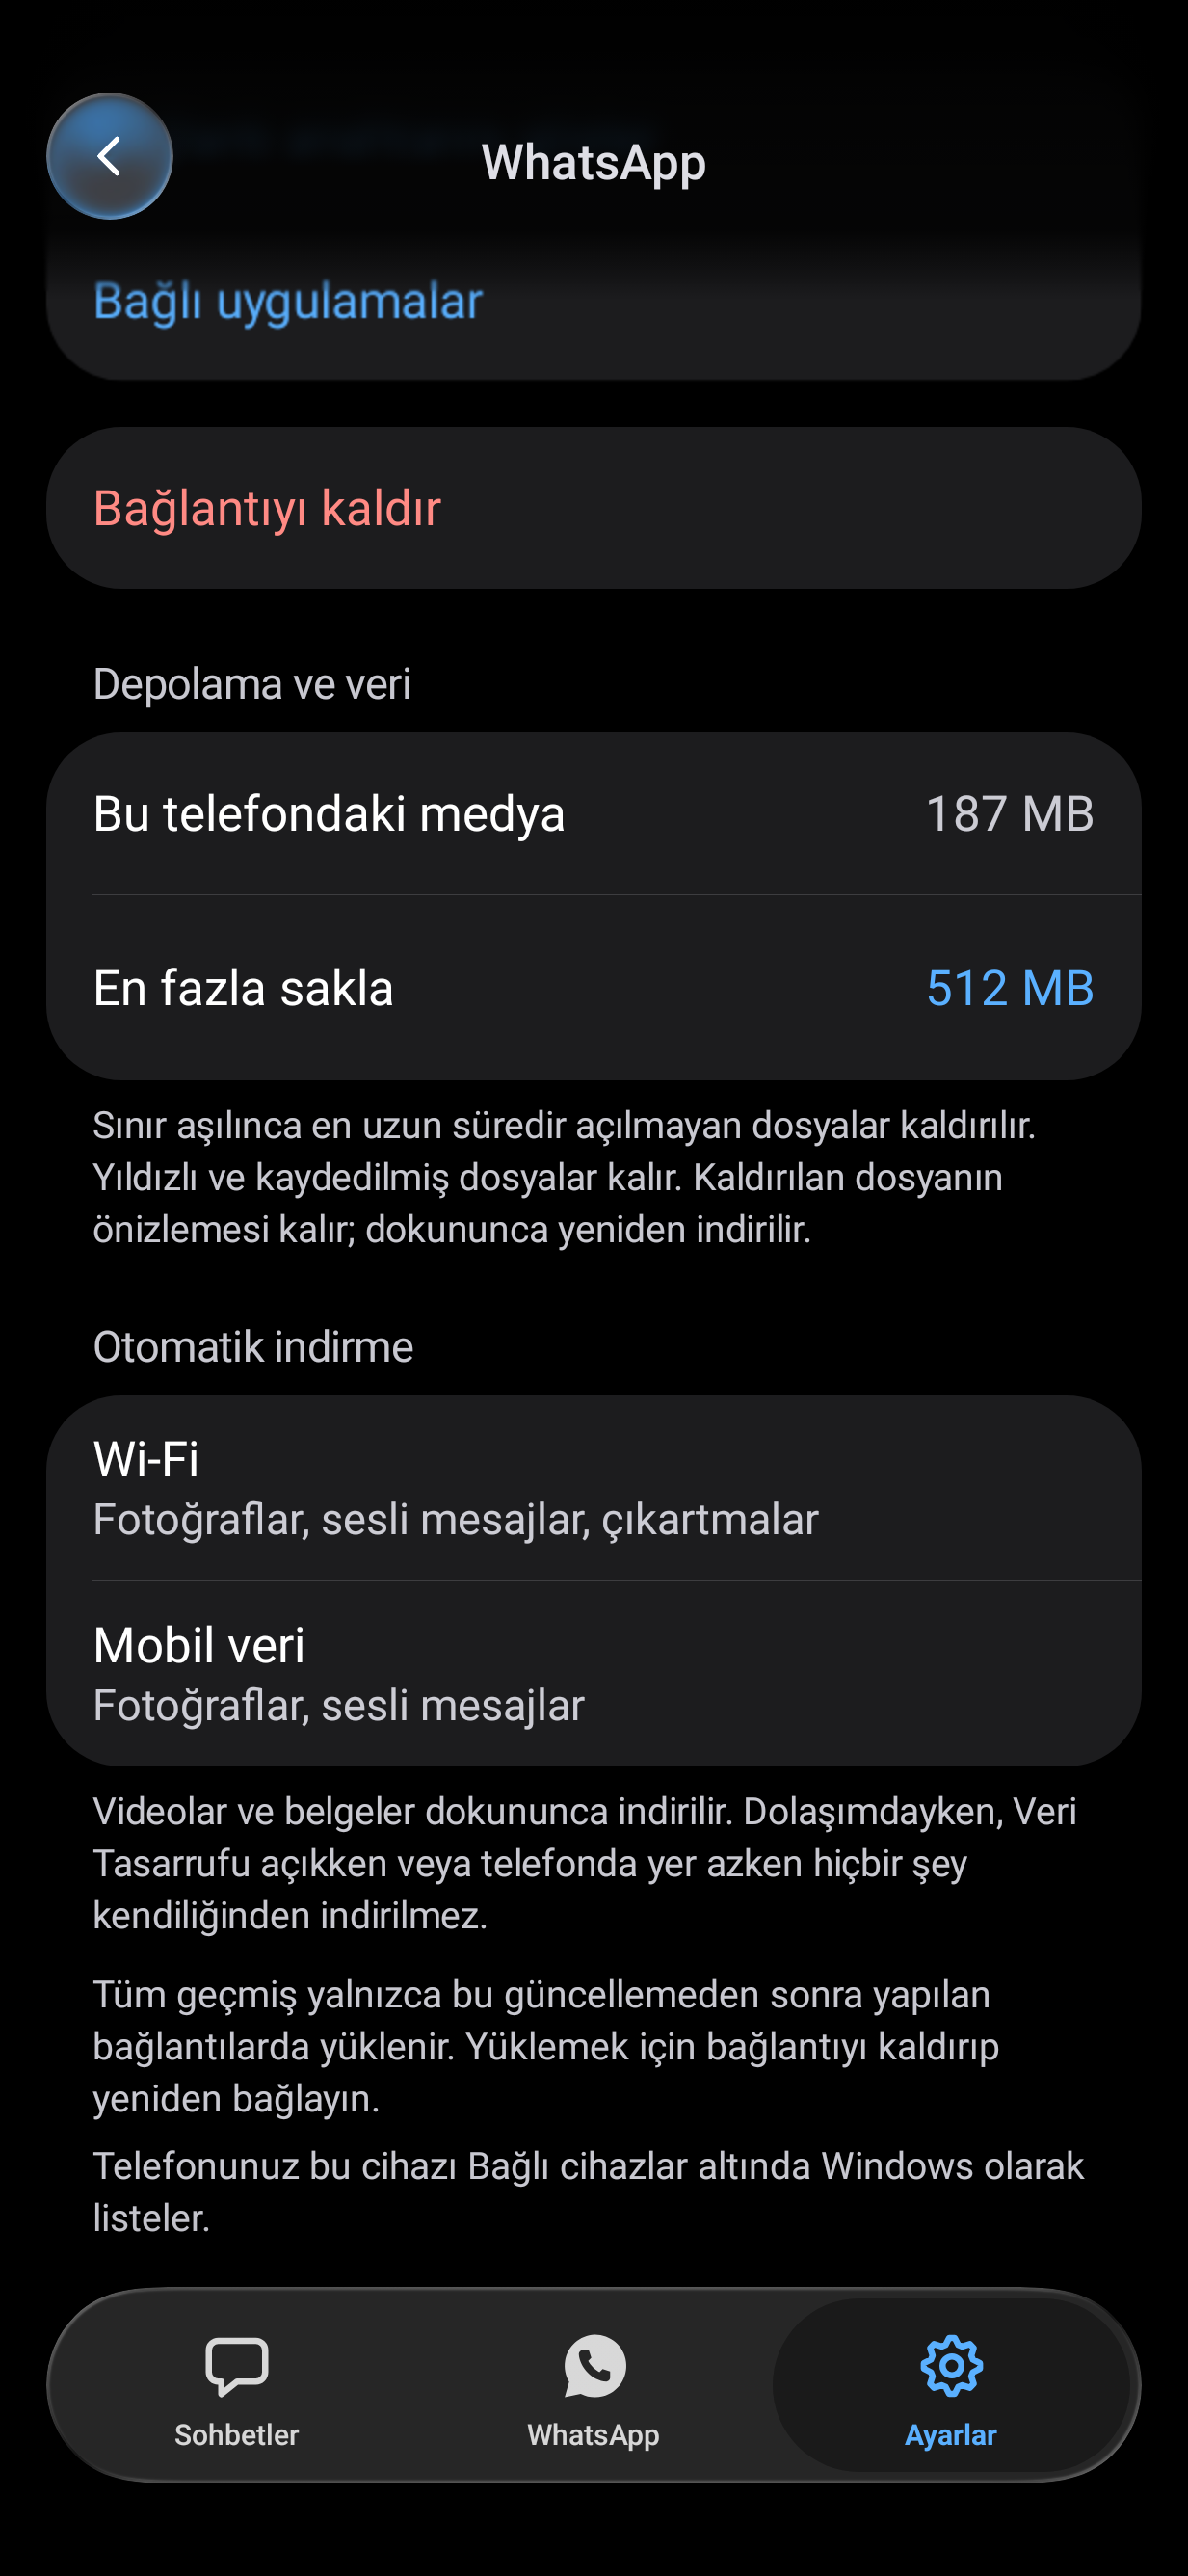 WhatsApp
Bağlı uygulamalar
Bağlantıyı kaldır
Depolama ve veri
Bu telefondaki medya 187 MB
En fazla sakla 512 MB
Sınır aşılınca en uzun süredir açılmayan dosyalar kaldırılır.
Yıldızlı ve kaydedilmiş dosyalar kalır. Kaldırılan dosyanın
önizlemesi kalır; dokununca yeniden indirilir.
Otomatik indirme
Wi-Fi
Fotoğraflar, sesli mesajlar, çıkartmalar
Mobil veri
Fotoğraflar, sesli mesajlar
Videolar ve belgeler dokununca indirilir. Dolaşımdayken, Veri
Tasarrufu açıkken veya telefonda yer azken hiçbir şey
kendiliğinden indirilmez.
Tüm geçmiş yalnızca bu güncellemeden sonra yapılan
bağlantılarda yüklenir. Yüklemek için bağlantıyı kaldırıp
yeniden bağlayın.
Telefonunuz bu cihazı Bağlı cihazlar altında Windows olarak
listeler.
Sohbetler WhatsApp Ayarlar